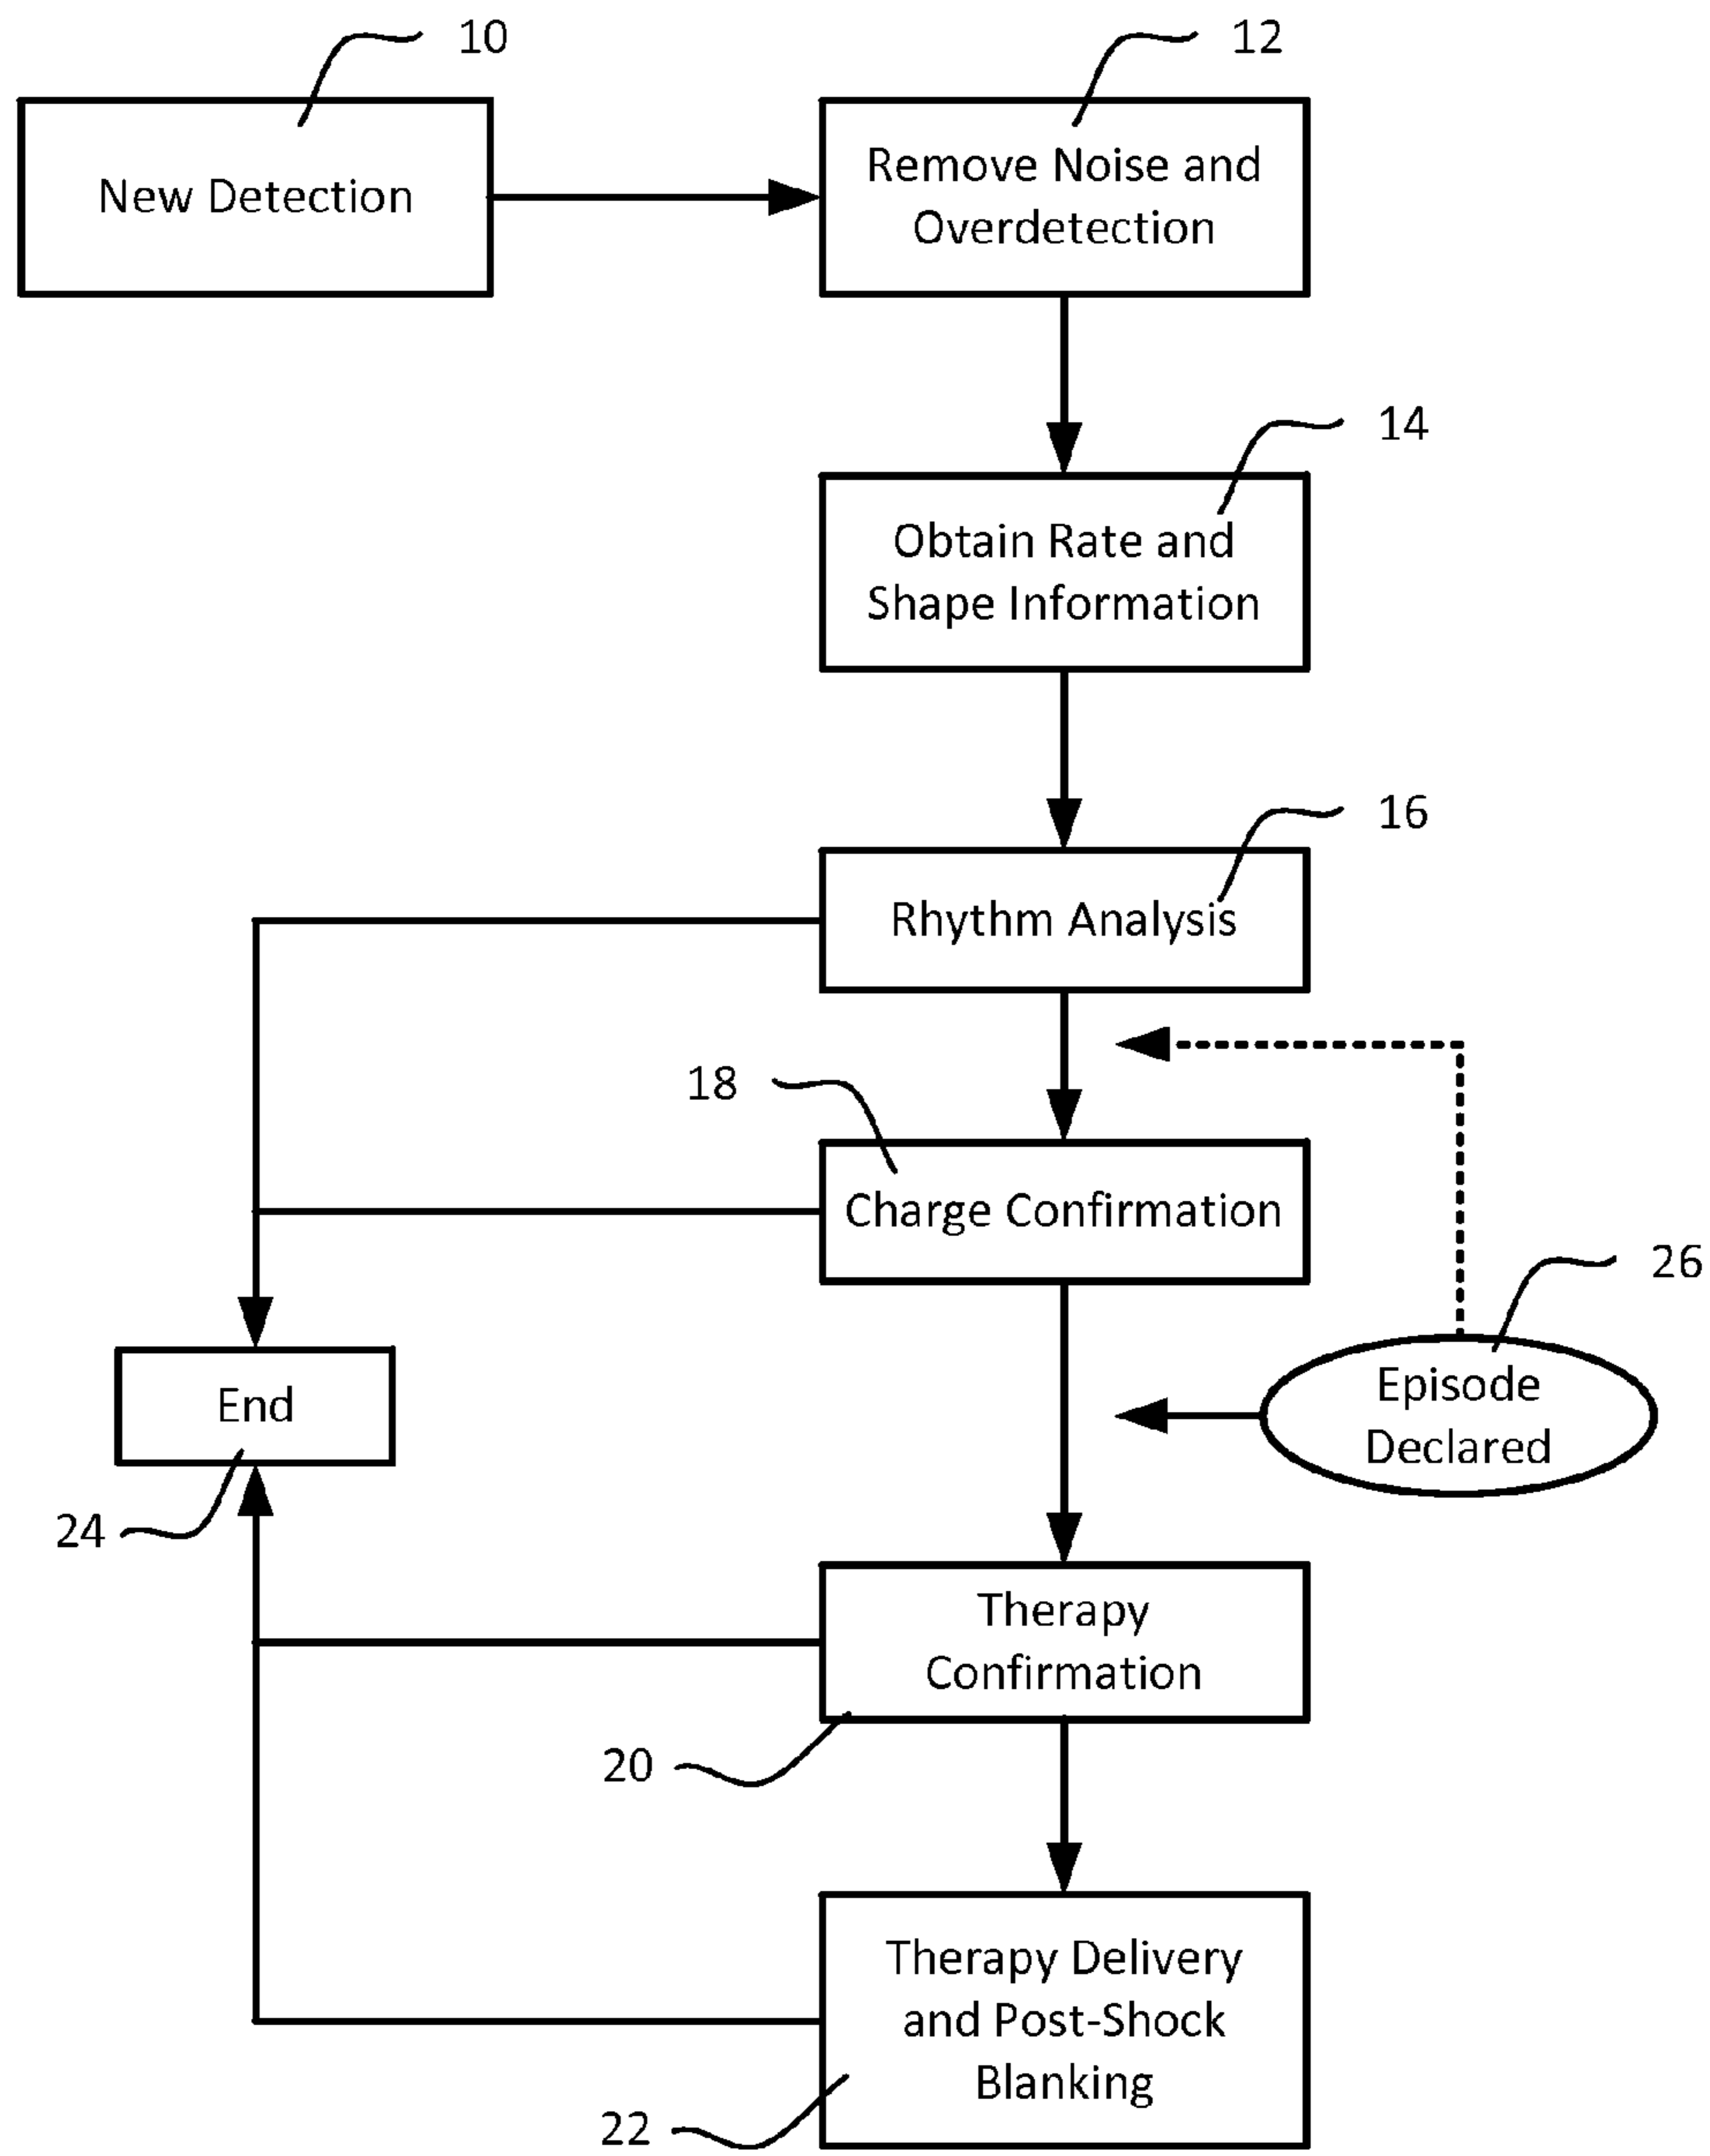 10
12
New Detection
Remove Noise and
Overdetection
14
Obtain Rate and
Shape Information
16
Rhythm Analysis
18
Charge Confirmation
26
Episode
Declared
End
24
Therapy
Confirmation
20
Therapy Delivery
and Post-Shock
Blanking
22